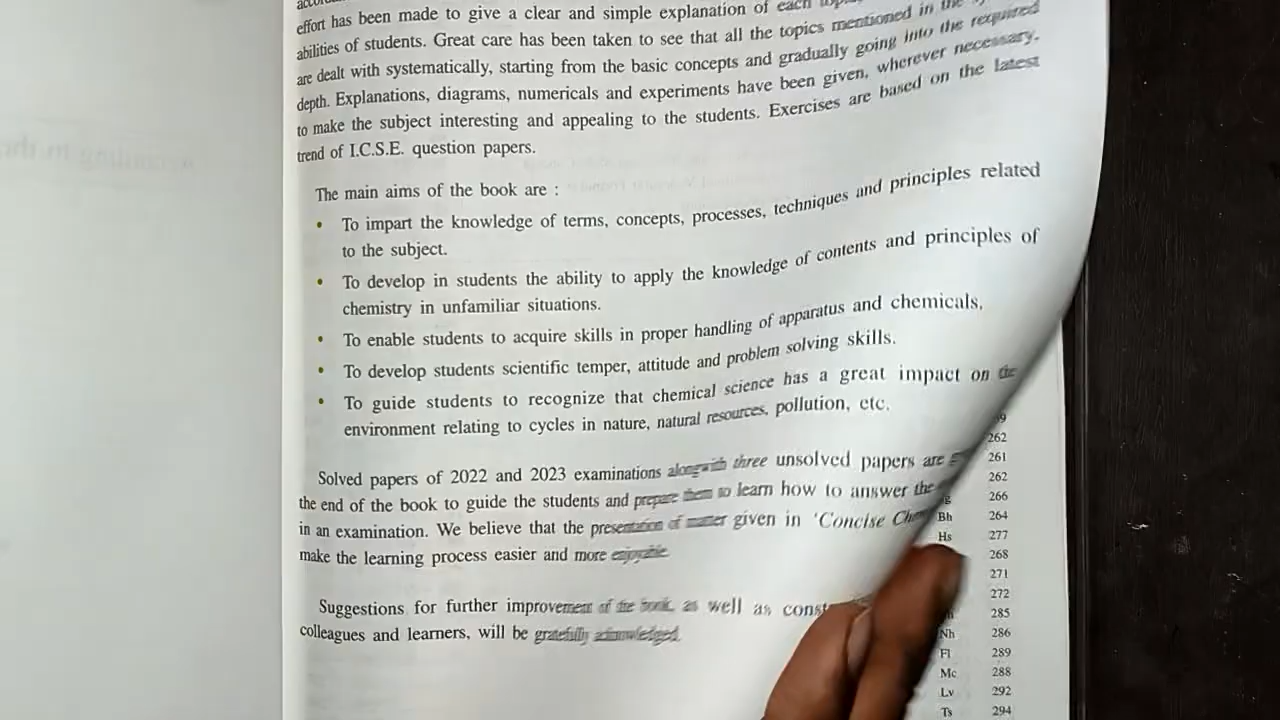 effort has been made to give a clear and simple explanation of each
abilities of students. Great care has been taken to see that all the topics mentioned in the
are dealt with systematically, starting from the basic concepts and gradually going into the required
depth. Explanations, diagrams, numericals and experiments have been given, wherever necessary,
to make the subject interesting and appealing to the students. Exercises are based on the latest
trend of I.C.S.E. question papers.
The main aims of the book are :
• To impart the knowledge of terms, concepts, processes, techniques and principles related
to the subject.
• To develop in students the ability to apply the knowledge of contents and principles of
chemistry in unfamiliar situations.
• To enable students to acquire skills in proper handling of apparatus and chemicals,
• To develop students scientific temper, attitude and problem solving skills.
• To guide students to recognize that chemical science has a great impact on the
environment relating to cycles in nature, natural resources, pollution, etc.
Solved papers of 2022 and 2023 examinations alongwith three unsolved papers are
the end of the book to guide the students and prepare them to learn how to answer the
in an examination. We believe that the presentation of matter given in 'Concise
make the learning process easier and more enjoyable.
Suggestions for further improvement of the book, as well as
colleagues and learners, will be gratefully acknowledged.
262
261
262
266
Bh 264
Hs 277
268
271
272
285
Nh 286
Fl 289
Mc 288
Lv 292
Ts 294